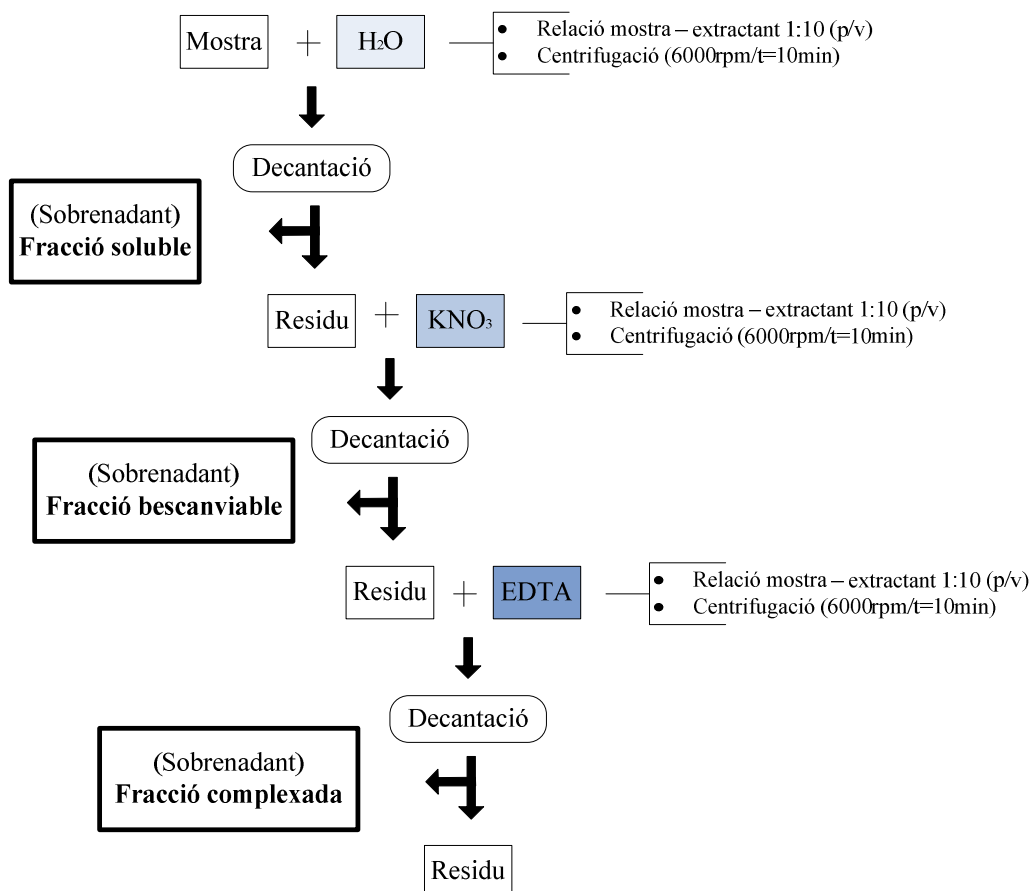 Mostra + H₂O
• Relació mostra – extractant 1:10 (p/v)
• Centrifugació (6000rpm/t=10min)
Decantació
(Sobrenadant)
Fracció soluble
Residu + KNO₃
• Relació mostra – extractant 1:10 (p/v)
• Centrifugació (6000rpm/t=10min)
Decantació
(Sobrenadant)
Fracció bescanviable
Residu + EDTA
• Relació mostra – extractant 1:10 (p/v)
• Centrifugació (6000rpm/t=10min)
Decantació
(Sobrenadant)
Fracció complexada
Residu